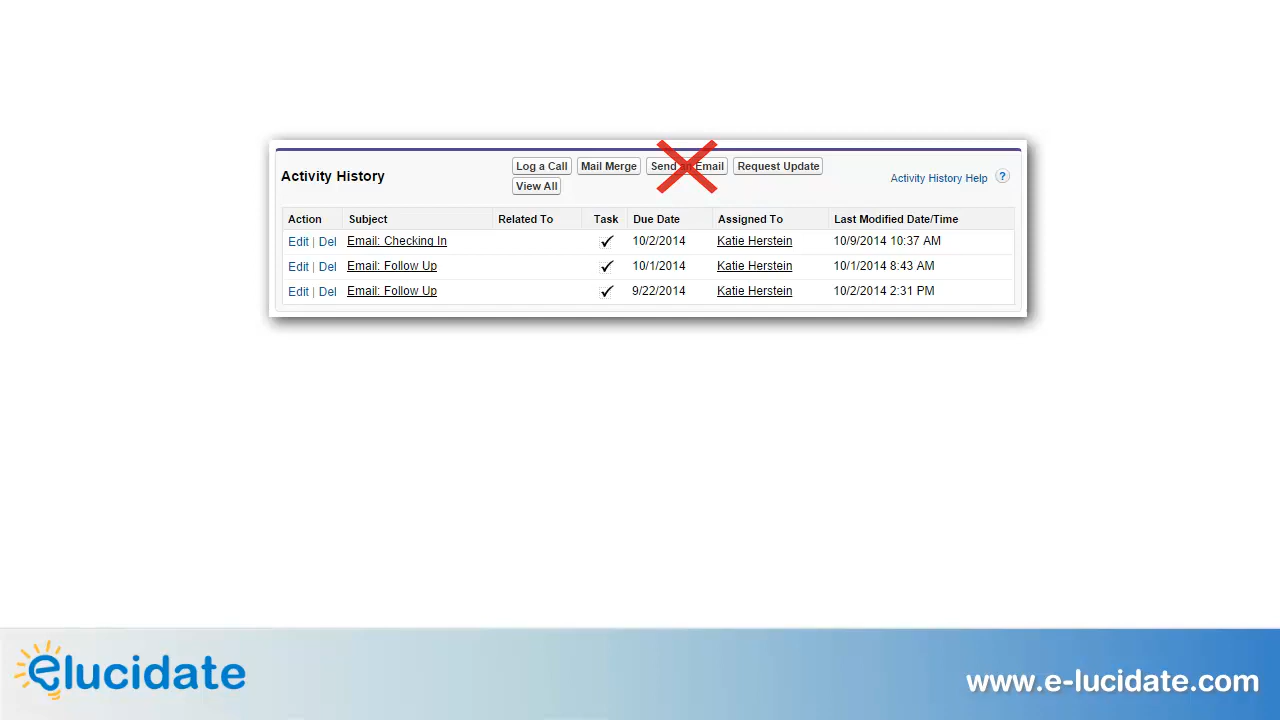 Activity History
Log a Call Mail Merge Send an Email Request Update
View All
Activity History Help ?
Action Subject Related To Task Due Date Assigned To Last Modified Date/Time
Edit | Del Email: Checking In 10/2/2014 Katie Herstein 10/9/2014 10:37 AM
Edit | Del Email: Follow Up 10/1/2014 Katie Herstein 10/1/2014 8:43 AM
Edit | Del Email: Follow Up 9/22/2014 Katie Herstein 10/2/2014 2:31 PM
elucidate
www.e-lucidate.com